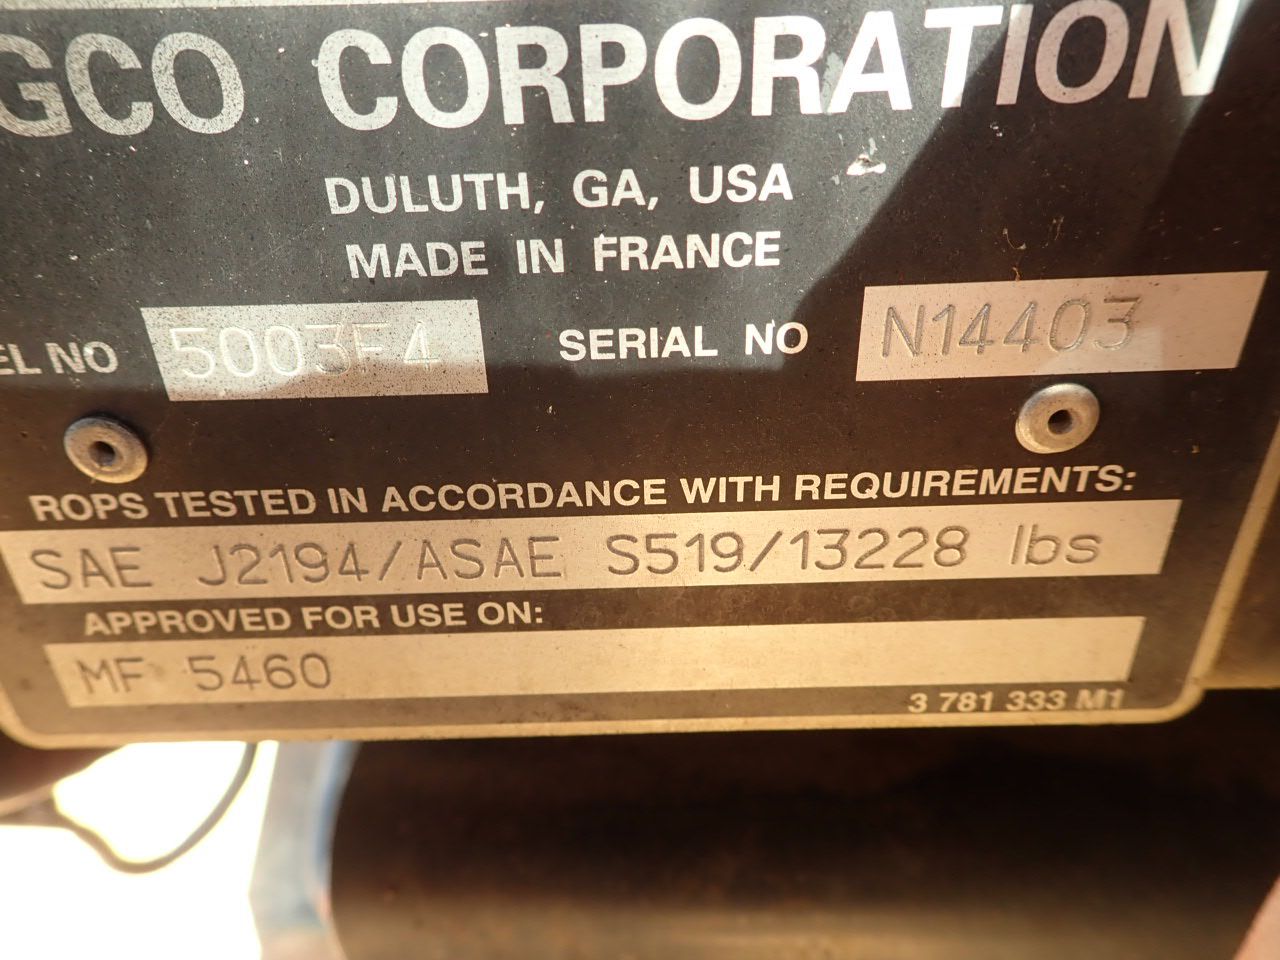 GCO CORPORATION
DULUTH, GA, USA
MADE IN FRANCE
EL NO 5003F4 SERIAL NO N14403
ROPS TESTED IN ACCORDANCE WITH REQUIREMENTS:
SAE J2194/ASAE S519/13228 lbs
APPROVED FOR USE ON:
MF 5460
3 781 333 M1